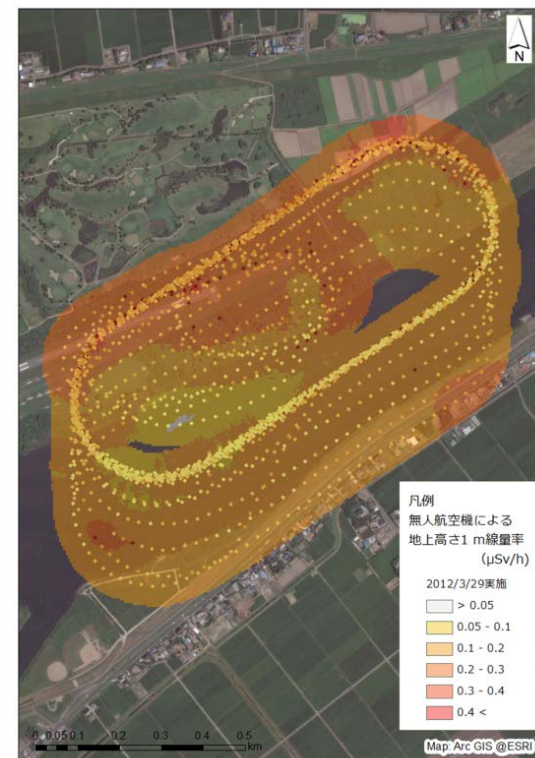 N
凡例
無人航空機による
地上高さ1 m線量率
(μSv/h)
2012/3/29実施
> 0.05
0.05 - 0.1
0.1 - 0.2
0.2 - 0.3
0.3 - 0.4
0.4 <
0 0.05 0.1 0.2 0.3 0.4 0.5
km
Map: Arc GIS @ESRI